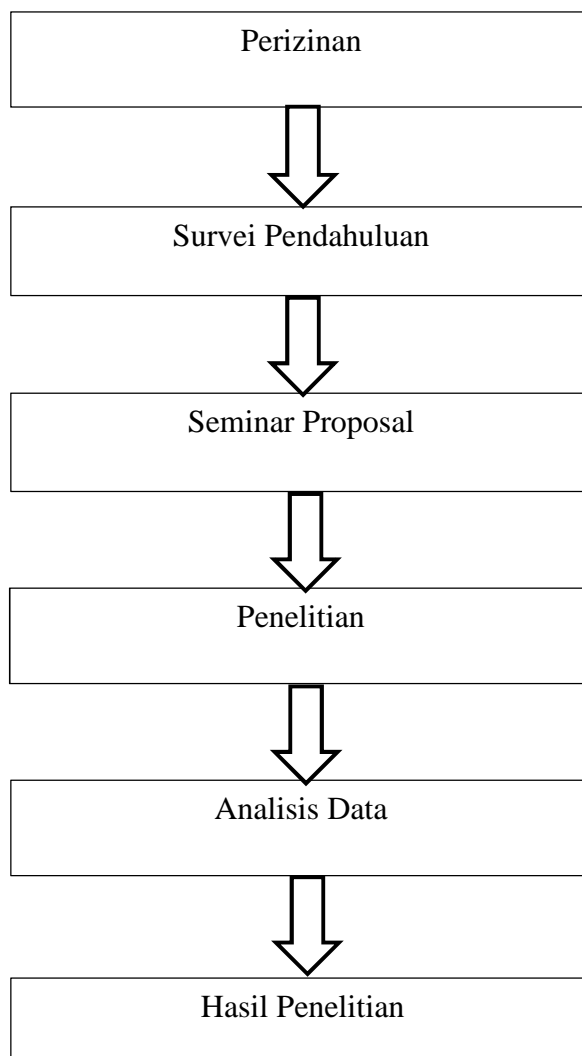 Perizinan
Survei Pendahuluan
Seminar Proposal
Penelitian
Analisis Data
Hasil Penelitian